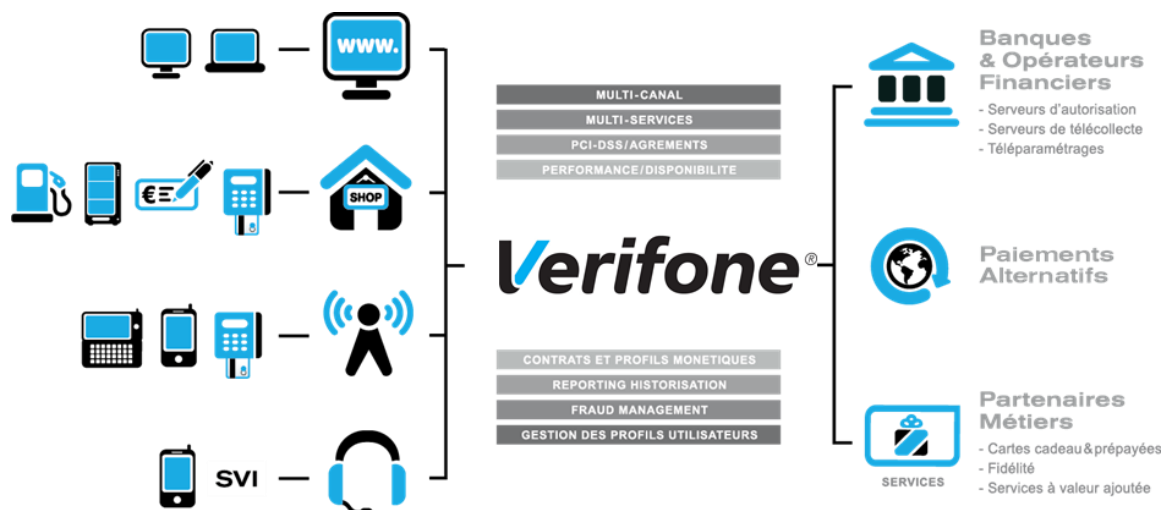 www.
SHOP
€
SVI
MULTI-CANAL
MULTI-SERVICES
PCI-DSS/AGREMENTS
PERFORMANCE/DISPONIBILITE
Verifone®
CONTRATS ET PROFILS MONETIQUES
REPORTING HISTORISATION
FRAUD MANAGEMENT
GESTION DES PROFILS UTILISATEURS
Banques
& Opérateurs
Financiers
- Serveurs d'autorisation
- Serveurs de télécollecte
- Téléparamétrages
Paiements
Alternatifs
SERVICES
Partenaires
Métiers
- Cartes cadeau & prépayées
- Fidélité
- Services à valeur ajoutée